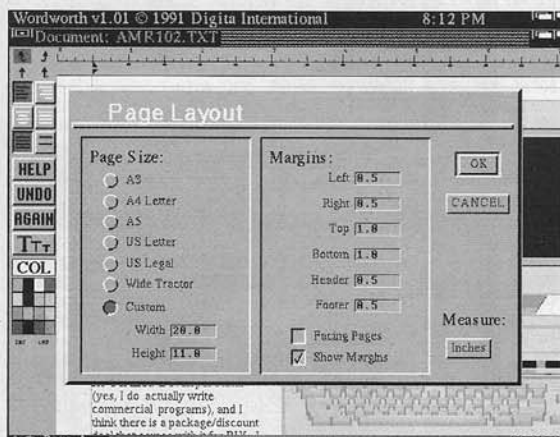 Wordworth v1.01 © 1991 Digita International 8:12 PM
Document: AMR102.TXT
Page Layout
Page Size:
A3
A4 Letter
A5
US Letter
US Legal
Wide Tractor
Custom
Width 20.0
Height 11.0
Margins:
Left 0.5
Right 0.5
Top 1.0
Bottom 1.0
Header 0.5
Footer 0.5
Facing Pages
Show Margins
OK
CANCEL
Measure:
Inches
HELP
UNDO
AGAIN
TTT
COL
(yes, I do actually write
commercial programs), and I
think there is a package/discount